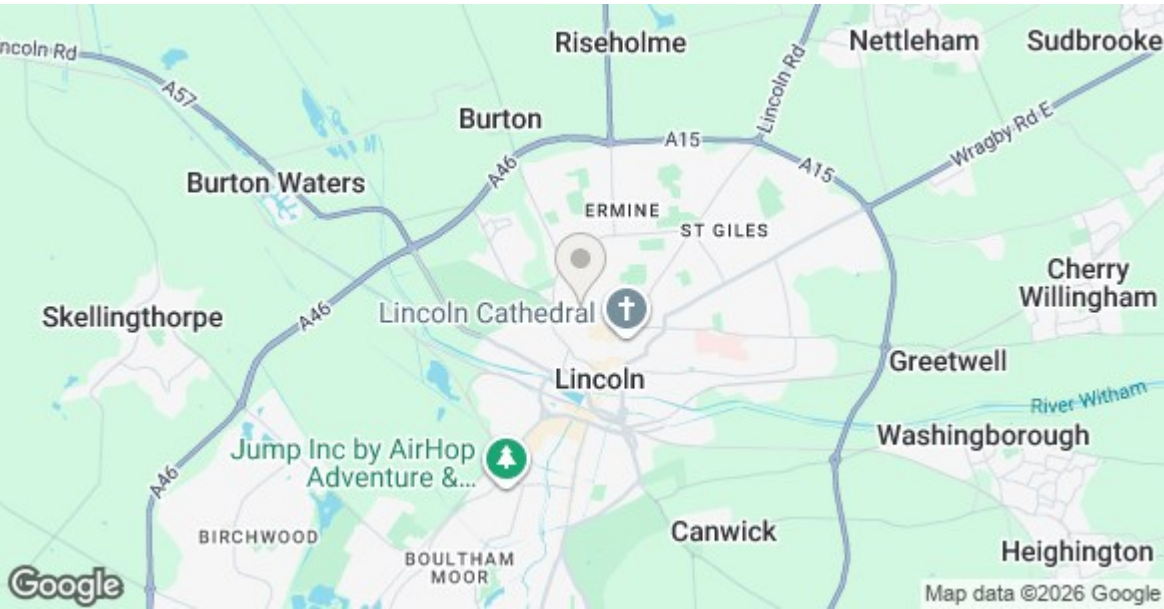 Riseholme
Nettleham
Sudbrooke
ncoln Rd
A57
Lincoln Rd
Burton
A46
A15
Wragby Rd E
A15
Burton Waters
ERMINE
ST GILES
Cherry
Willingham
Skellingthorpe
A46
Lincoln Cathedral
Lincoln
Greetwell
River Witham
Washingborough
Jump Inc by AirHop
Adventure &...
A46
BIRCHWOOD
Canwick
BOULTHAM
MOOR
Heighington
Google
Map data ©2026 Google